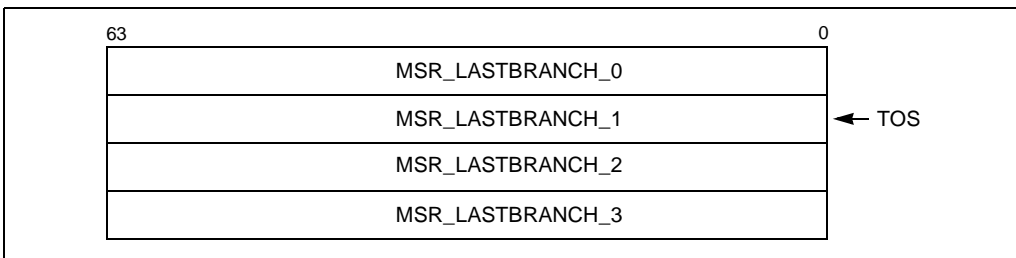 63 0
MSR_LASTBRANCH_0
MSR_LASTBRANCH_1 TOS
MSR_LASTBRANCH_2
MSR_LASTBRANCH_3